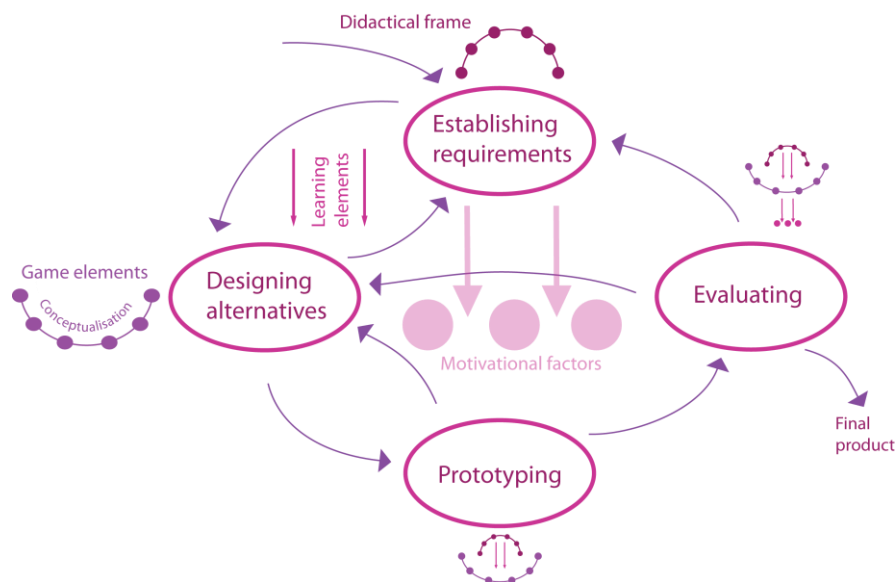 Didactical frame
Establishing
requirements
Learning
elements
Game elements
Conceptualisation
Designing
alternatives
Evaluating
Motivational factors
Final
product
Prototyping